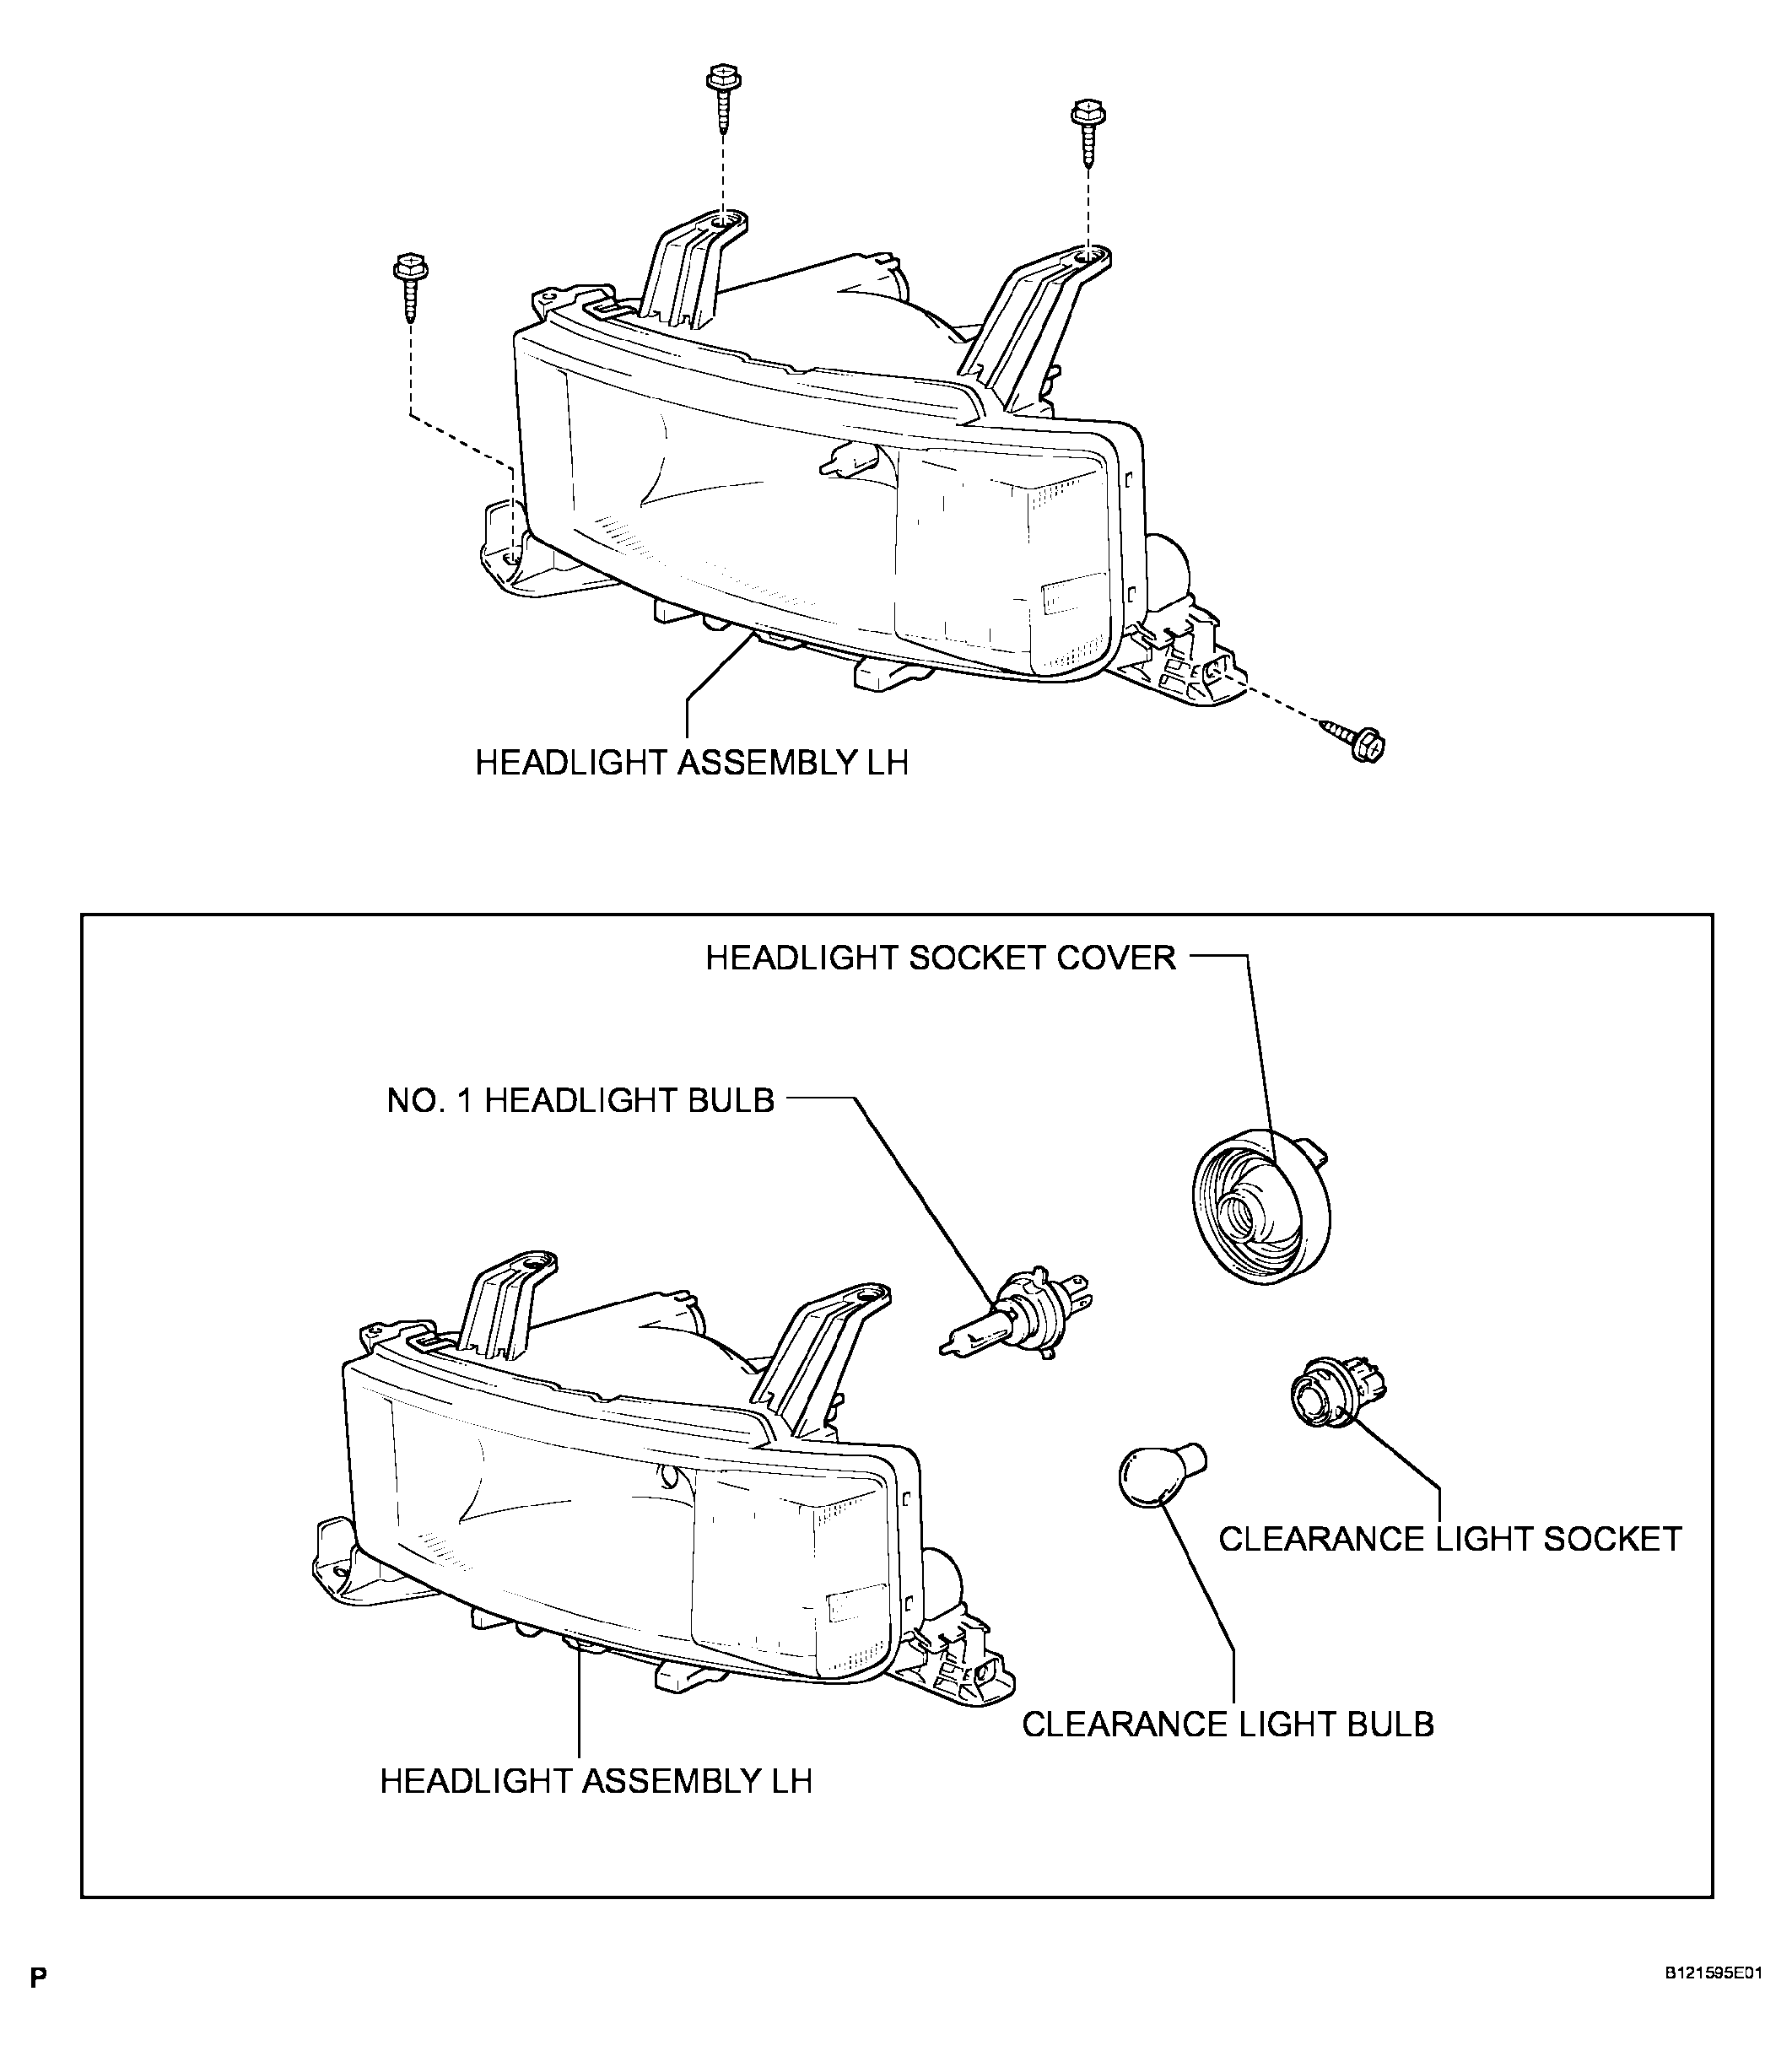 HEADLIGHT ASSEMBLY LH
HEADLIGHT SOCKET COVER
NO. 1 HEADLIGHT BULB
CLEARANCE LIGHT SOCKET
CLEARANCE LIGHT BULB
HEADLIGHT ASSEMBLY LH
P
B121595E01